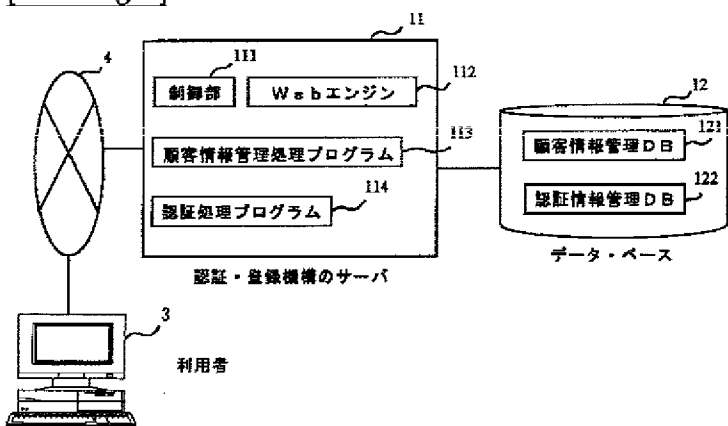 11
4
111
112
制御部
Webエンジン
12
121
顧客情報管理DB
113
顧客情報管理処理プログラム
122
認証情報管理DB
114
認証処理プログラム
データ・ベース
認証・登録機構のサーバ
3
利用者